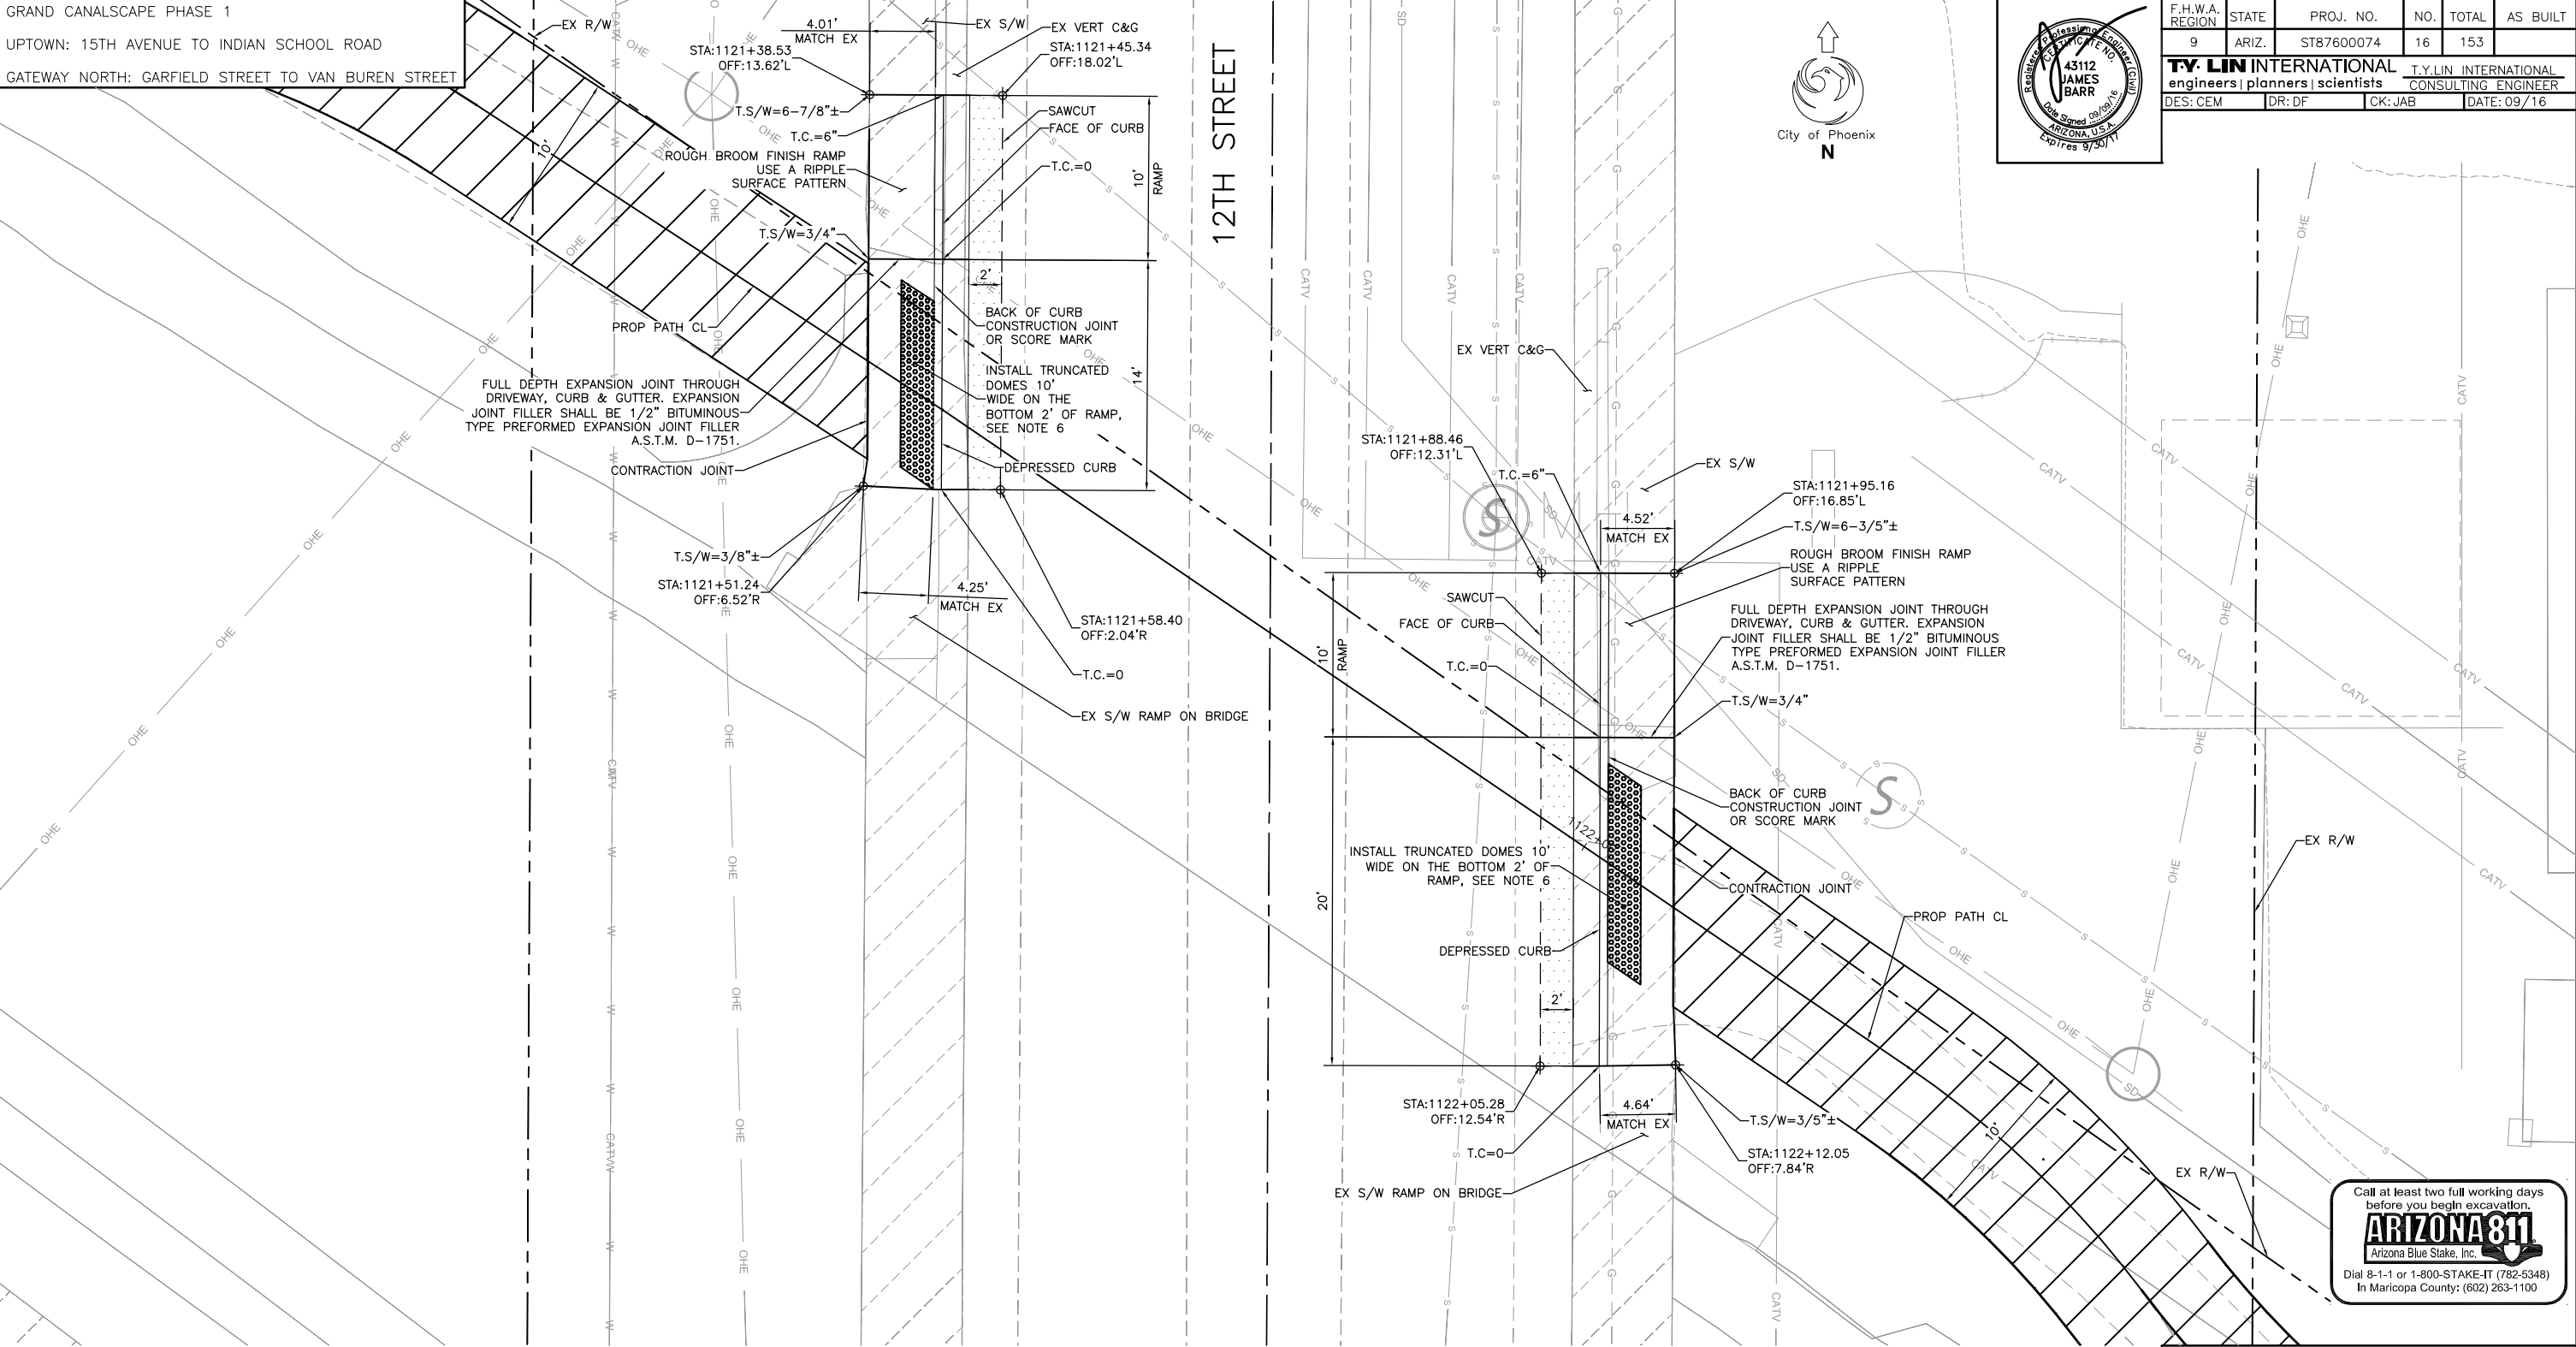 GRAND CANALSCAPE PHASE 1
UPTOWN: 15TH AVENUE TO INDIAN SCHOOL ROAD
GATEWAY NORTH: GARFIELD STREET TO VAN BUREN STREET
EX R/W
4.01'
MATCH EX
EX S/W
EX VERT C&G
STA:1121+38.53
OFF:13.62'L
STA:1121+45.34
OFF:18.02'L
T.S/W=6-7/8"±
T.C.=6"
SAWCUT
FACE OF CURB
ROUGH BROOM FINISH RAMP
USE A RIPPLE
SURFACE PATTERN
T.C.=0
10'
RAMP
10'
T.S/W=3/4"
2'
PROP PATH CL
BACK OF CURB
CONSTRUCTION JOINT
OR SCORE MARK
INSTALL TRUNCATED
DOMES 10'
WIDE ON THE
BOTTOM 2' OF RAMP,
SEE NOTE 6
14'
FULL DEPTH EXPANSION JOINT THROUGH
DRIVEWAY, CURB & GUTTER. EXPANSION
JOINT FILLER SHALL BE 1/2" BITUMINOUS
TYPE PREFORMED EXPANSION JOINT FILLER
A.S.T.M. D-1751.
CONTRACTION JOINT
DEPRESSED CURB
T.S/W=3/8"±
STA:1121+51.24
OFF:6.52'R
4.25'
MATCH EX
STA:1121+58.40
OFF:2.04'R
T.C.=0
EX S/W RAMP ON BRIDGE
12TH STREET
City of Phoenix
N
Registered Professional Engineer (Civil)
CERTIFICATE NO.
43112
JAMES
BARR
Date Signed 09/09/16
ARIZONA, U.S.A.
Expires 9/30/17
F.H.W.A. REGION STATE PROJ. NO. NO. TOTAL AS BUILT
9 ARIZ. ST87600074 16 153
T.Y. LIN INTERNATIONAL
engineers | planners | scientists
T.Y.LIN INTERNATIONAL
CONSULTING ENGINEER
DES: CEM DR: DF CK: JAB DATE: 09/16
EX VERT C&G
STA:1121+88.46
OFF:12.31'L
T.C.=6"
EX S/W
4.52'
MATCH EX
STA:1121+95.16
OFF:16.85'L
T.S/W=6-3/5"±
ROUGH BROOM FINISH RAMP
USE A RIPPLE
SURFACE PATTERN
SAWCUT
FACE OF CURB
FULL DEPTH EXPANSION JOINT THROUGH
DRIVEWAY, CURB & GUTTER. EXPANSION
JOINT FILLER SHALL BE 1/2" BITUMINOUS
TYPE PREFORMED EXPANSION JOINT FILLER
A.S.T.M. D-1751.
10'
RAMP
T.C.=0
T.S/W=3/4"
BACK OF CURB
CONSTRUCTION JOINT
OR SCORE MARK
INSTALL TRUNCATED DOMES 10'
WIDE ON THE BOTTOM 2' OF
RAMP, SEE NOTE 6
20'
CONTRACTION JOINT
PROP PATH CL
DEPRESSED CURB
2'
STA:1122+05.28
OFF:12.54'R
4.64'
MATCH EX
T.S/W=3/5"±
T.C=0
STA:1122+12.05
OFF:7.84'R
EX S/W RAMP ON BRIDGE
10'
EX R/W
EX R/W
OHE
CATV
SD
S
G
W
Call at least two full working days
before you begin excavation.
ARIZONA 811
Arizona Blue Stake, Inc.
Dial 8-1-1 or 1-800-STAKE-IT (782-5348)
In Maricopa County: (602) 263-1100